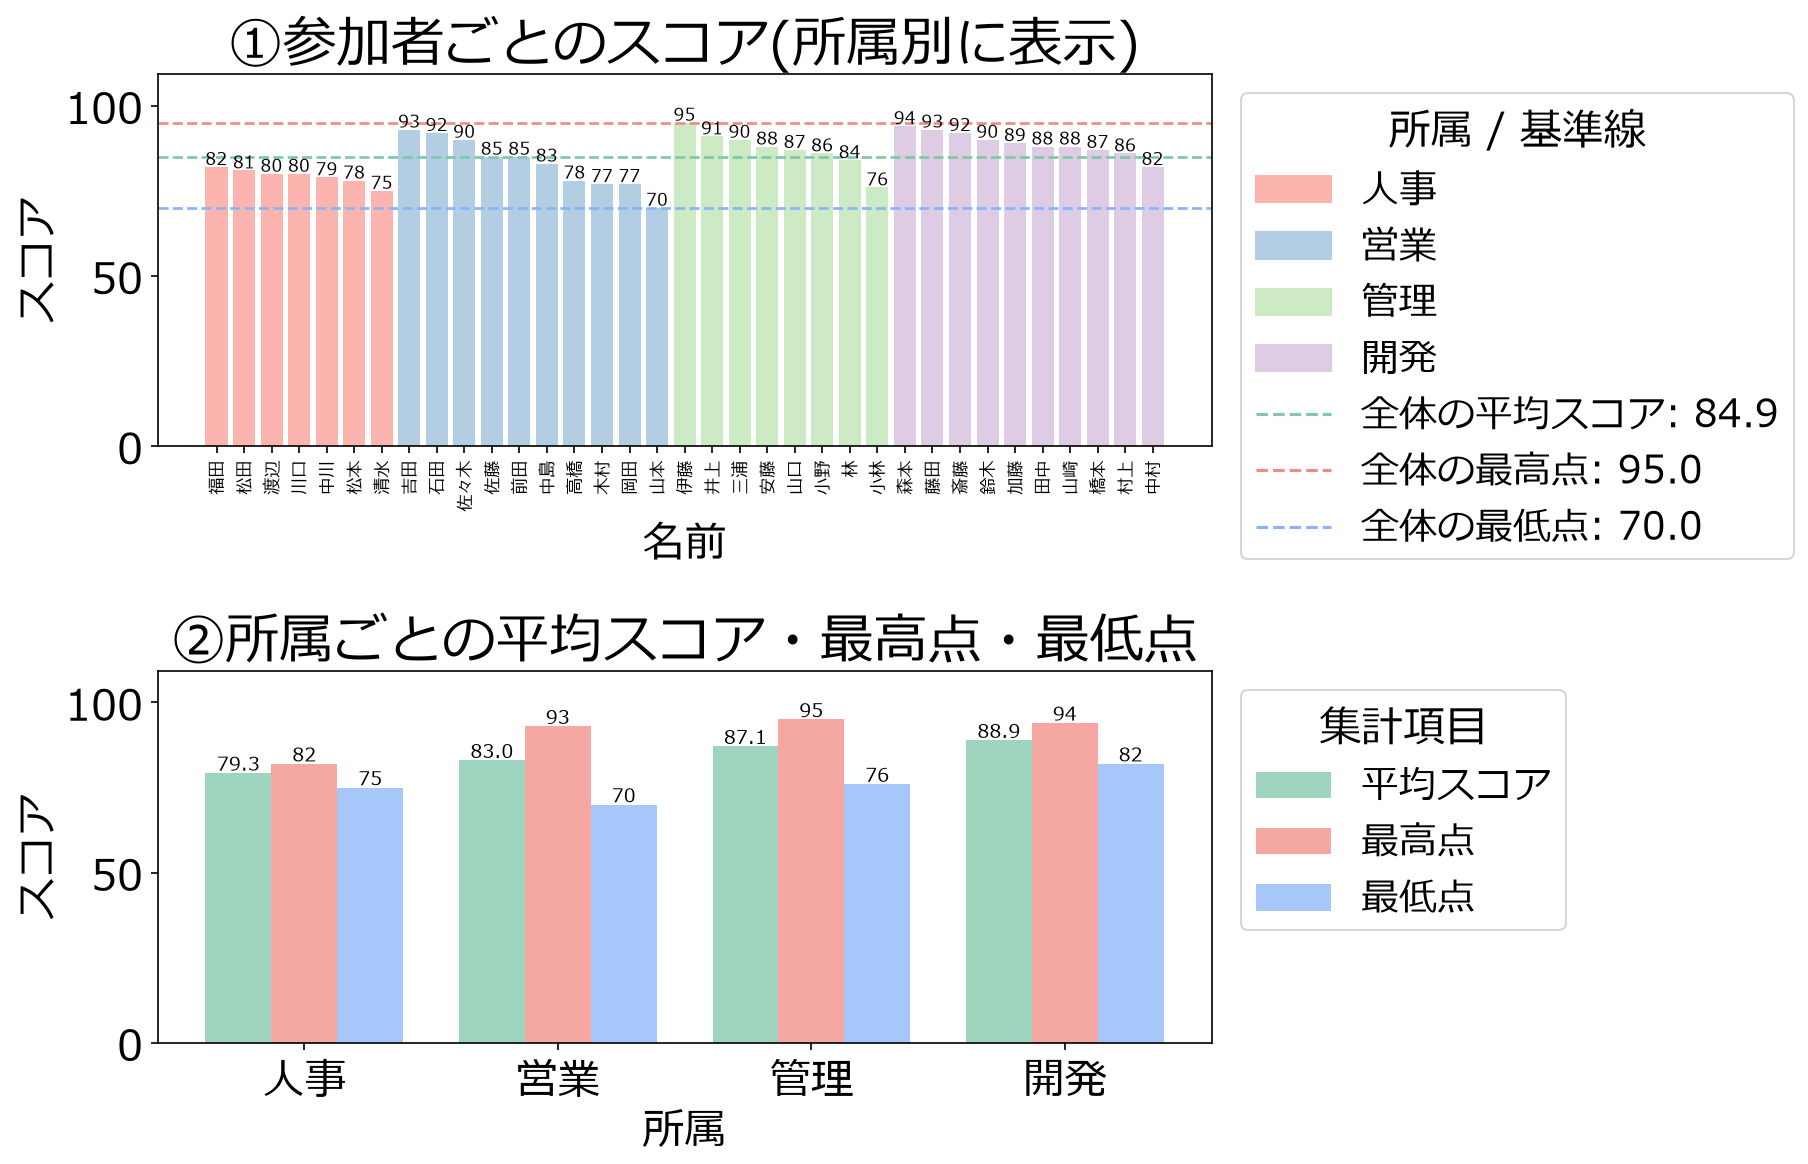 ①参加者ごとのスコア(所属別に表示)
スコア
100
50
0
82 81 80 80 79 78 75 93 92 90 85 85 83 78 77 77 70 95 91 90 88 87 86 84 76 94 93 92 90 89 88 88 87 86 82
福田 松田 渡辺 川口 中川 松本 清水 吉田 石田 佐々木 佐藤 前田 中島 高橋 木村 岡田 山本 伊藤 井上 三浦 安藤 山口 小野 林 小林 森本 藤田 斎藤 鈴木 加藤 田中 山崎 橋本 村上 中村
名前
所属 / 基準線
人事
営業
管理
開発
全体の平均スコア: 84.9
全体の最高点: 95.0
全体の最低点: 70.0
②所属ごとの平均スコア・最高点・最低点
スコア
100
50
0
79.3 82 75 83.0 93 70 87.1 95 76 88.9 94 82
人事 営業 管理 開発
所属
集計項目
平均スコア
最高点
最低点